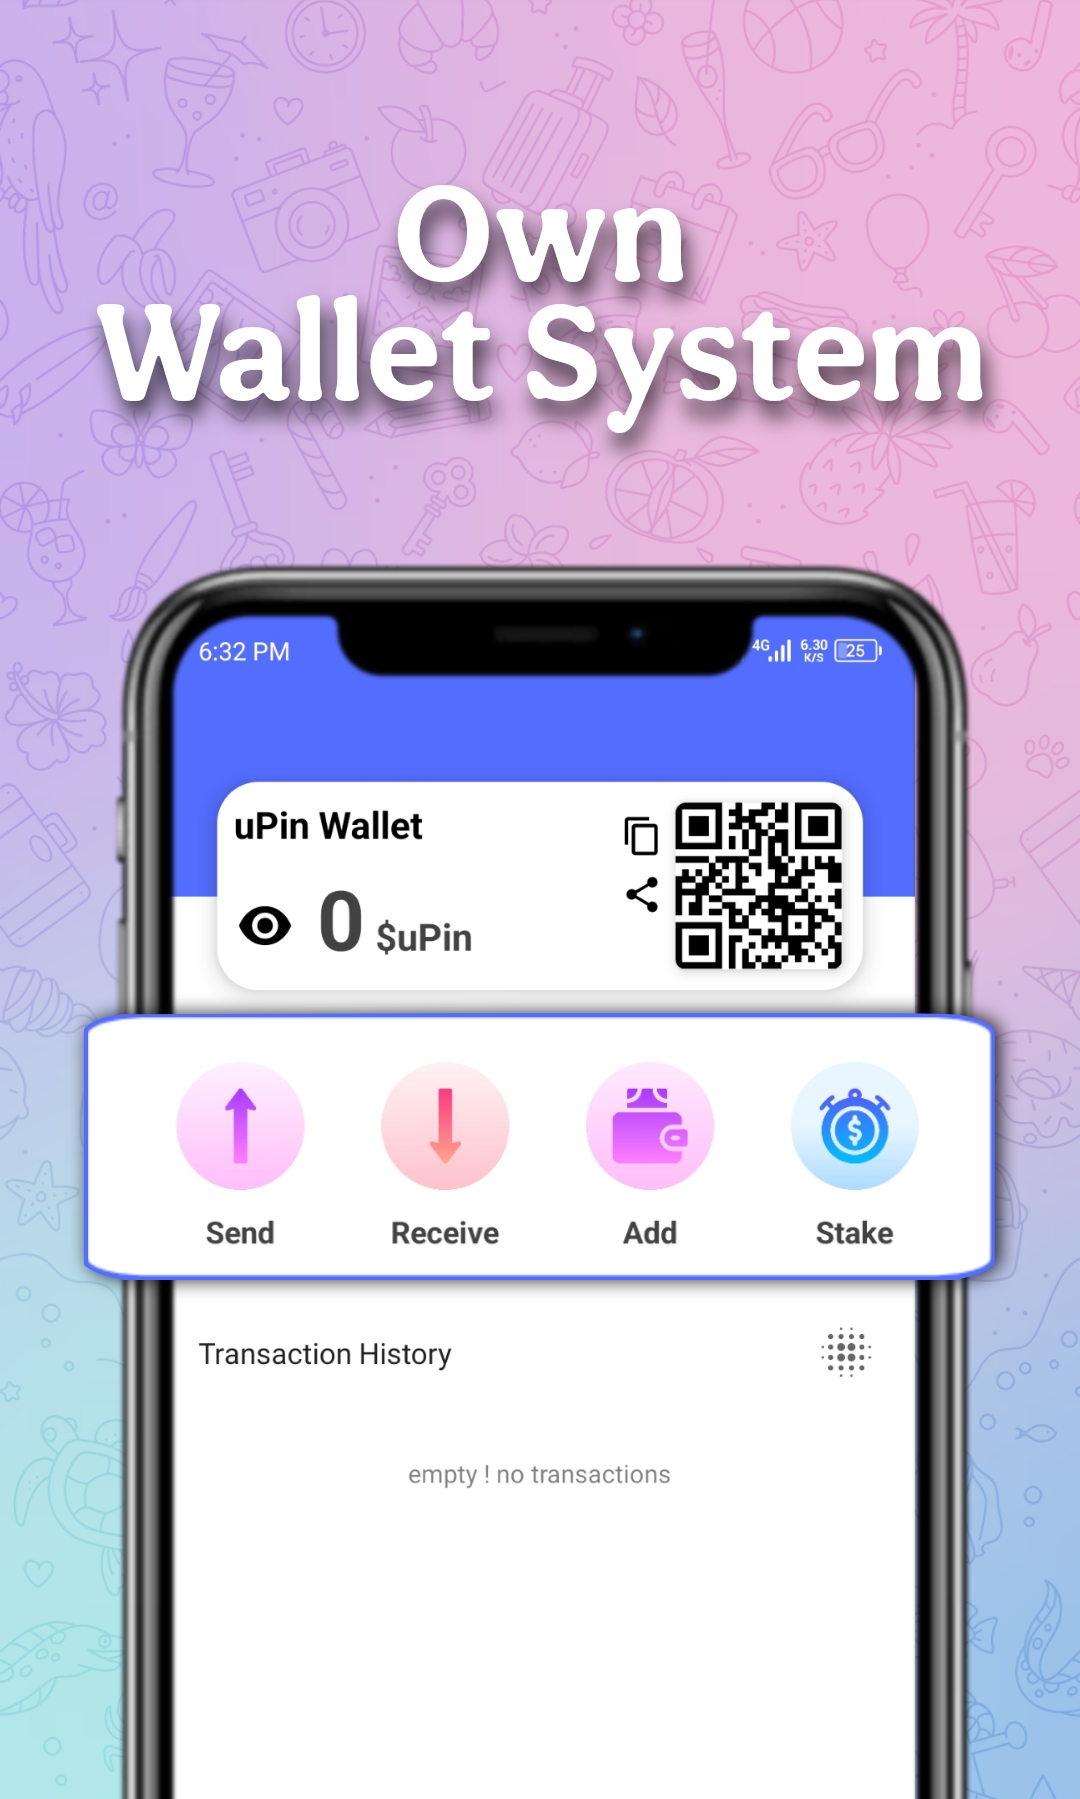 Own
Wallet System
6:32 PM
4G 6.30 K/S 25
uPin Wallet
0 $uPin
Send Receive Add Stake
Transaction History
empty ! no transactions